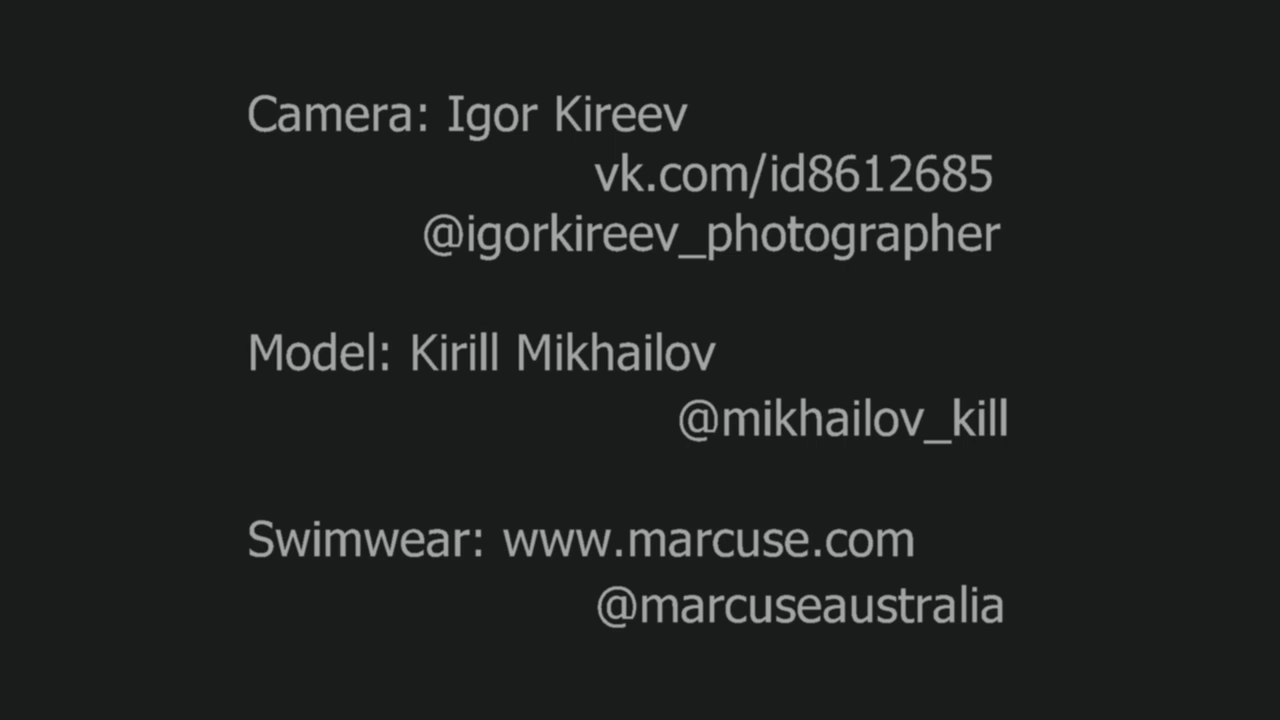 Camera: Igor Kireev
vk.com/id8612685
@igorkireev_photographer
Model: Kirill Mikhailov
@mikhailov_kill
Swimwear: www.marcuse.com
@marcuseaustralia